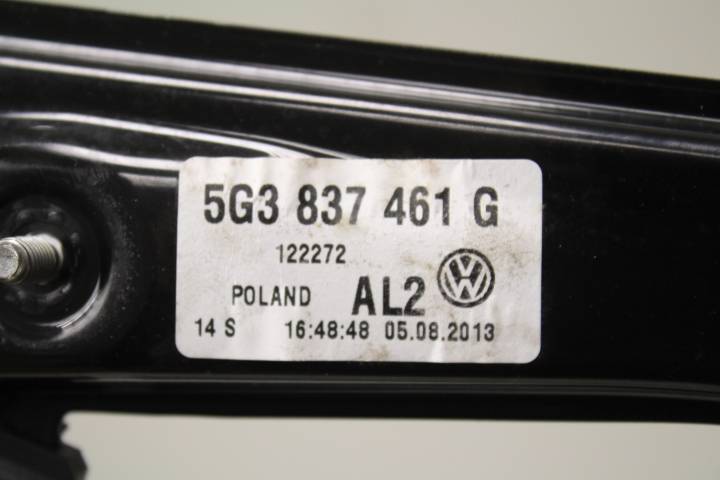 5G3 837 461 G
122272
POLAND AL2
14 S 16:48:48 05.08.2013